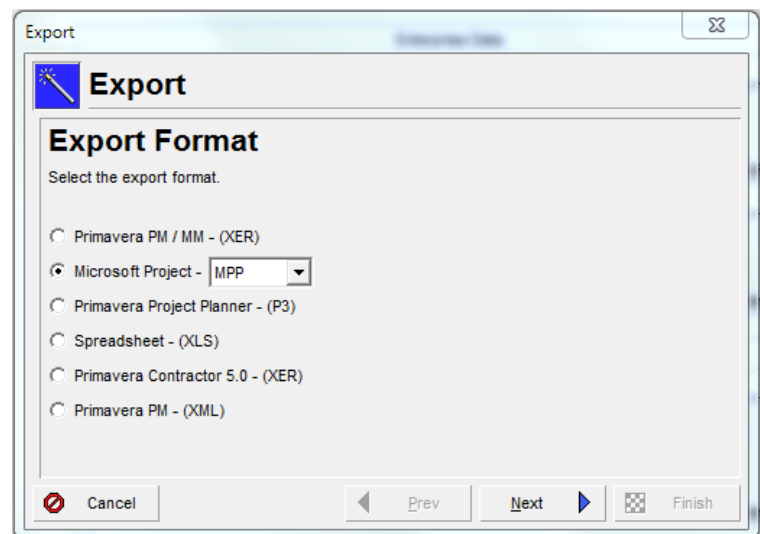 Export
Export
Export Format
Select the export format.
Primavera PM / MM - (XER)
Microsoft Project - MPP
Primavera Project Planner - (P3)
Spreadsheet - (XLS)
Primavera Contractor 5.0 - (XER)
Primavera PM - (XML)
Cancel Prev Next Finish